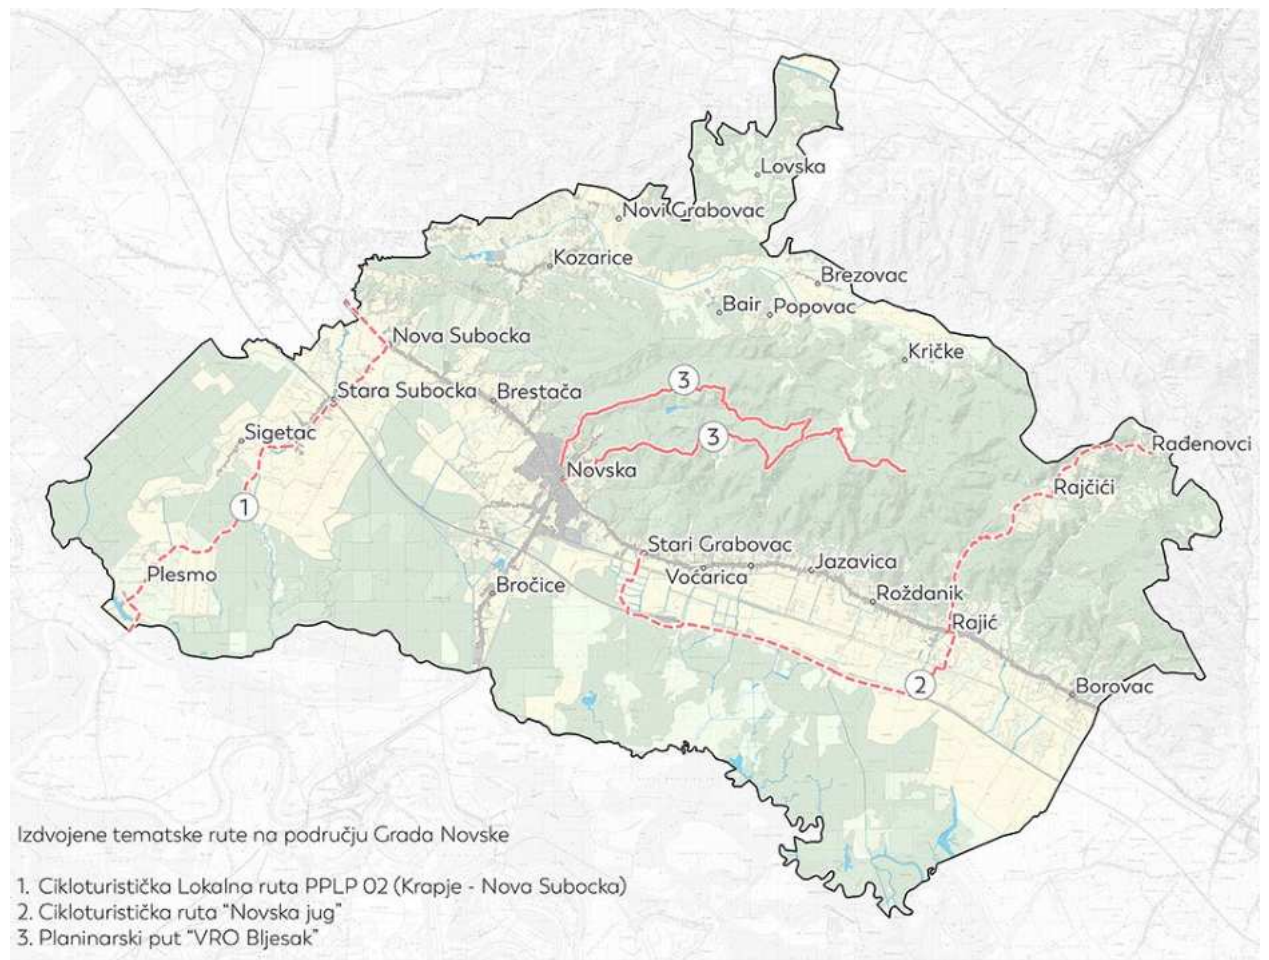 Lovska
Novi Grabovac
Kozarice
Brezovac
Bair
Popovac
Nova Subocka
Kričke
3
Stara Subocka
Brestača
Sigetac
3
Rađenovci
Novska
Rajčići
1
Stari Grabovac
Jazavica
Plesmo
Voćarica
Bročice
Roždanik
Rajić
2
Borovac
Izdvojene tematske rute na području Grada Novske
1. Cikloturistička Lokalna ruta PPLP 02 (Krapje - Nova Subocka)
2. Cikloturistička ruta "Novska jug"
3. Planinarski put "VRO Bljesak"